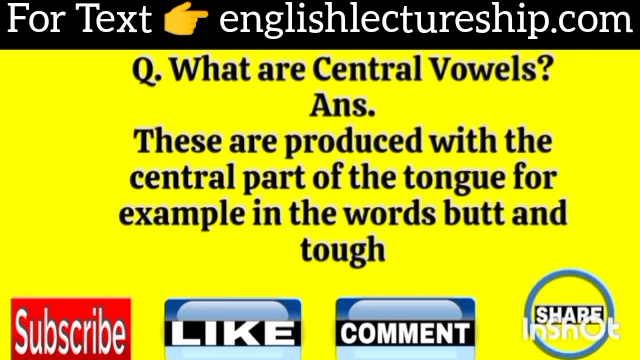 For Text 👉 englishlectureship.com
Q. What are Central Vowels?
Ans.
These are produced with the
central part of the tongue for
example in the words butt and
tough
Subscribe
LIKE
COMMENT
SHARE
InShOt